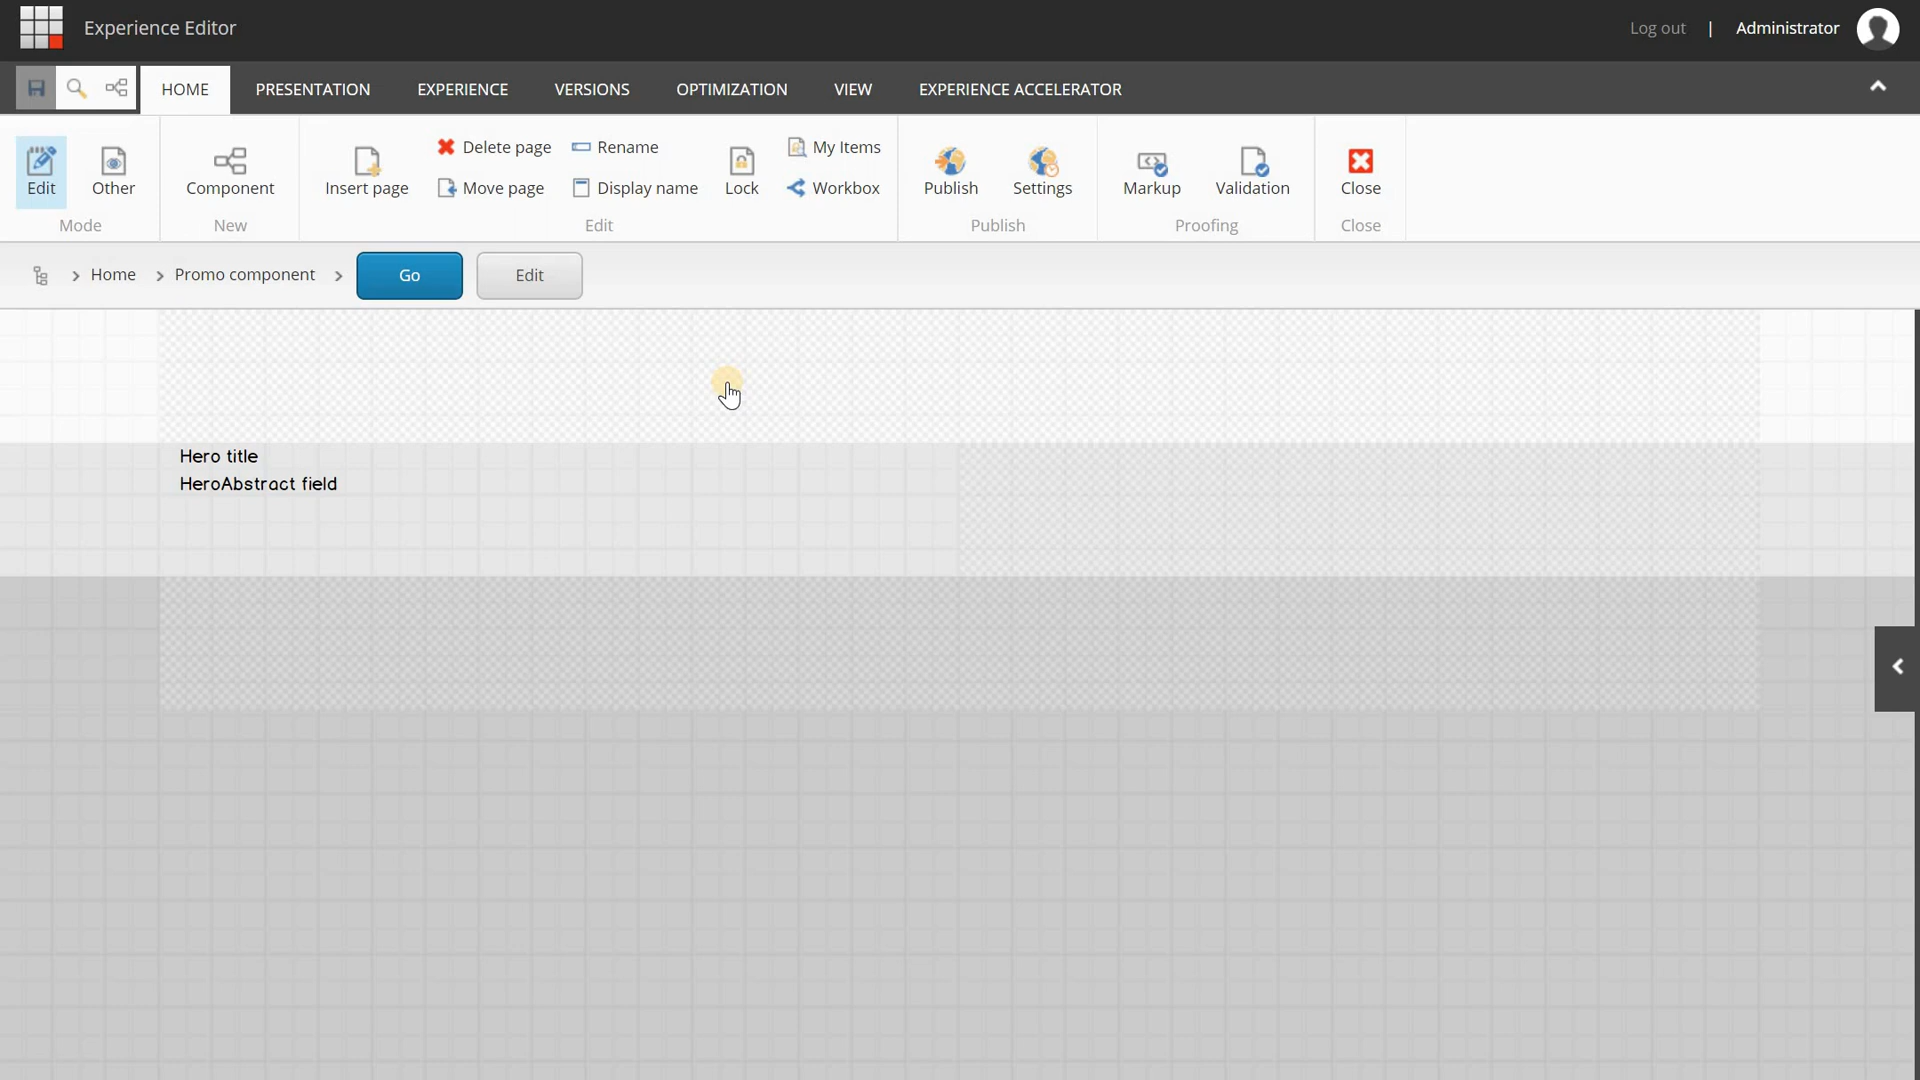 Experience Editor
Log out | Administrator
HOME PRESENTATION EXPERIENCE VERSIONS OPTIMIZATION VIEW EXPERIENCE ACCELERATOR
Edit Other Component Insert page Delete page Rename Lock My Items Publish Settings Markup Validation Close
Move page Display name Workbox
Mode New Edit Publish Proofing Close
Home Promo component Go Edit
Hero title
HeroAbstract field